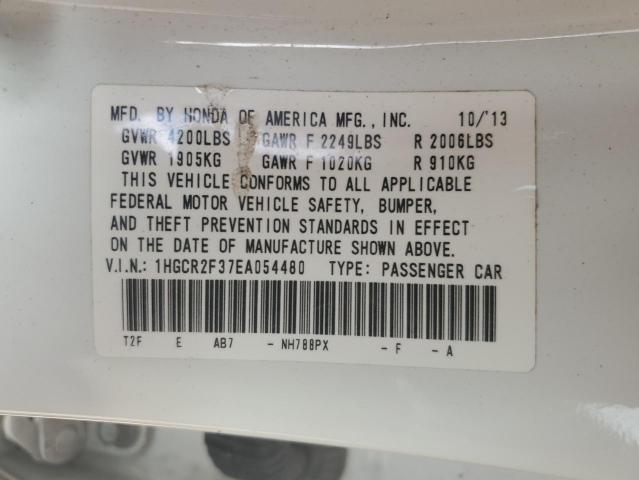 MFD. BY HONDA OF AMERICA MFG., INC. 10/'13
GVWR 4200LBS GAWR F 2249LBS R 2006LBS
GVWR 1905KG GAWR F 1020KG R 910KG
THIS VEHICLE CONFORMS TO ALL APPLICABLE
FEDERAL MOTOR VEHICLE SAFETY, BUMPER,
AND THEFT PREVENTION STANDARDS IN EFFECT
ON THE DATE OF MANUFACTURE SHOWN ABOVE.
V.I.N.: 1HGCR2F37EA054480 TYPE: PASSENGER CAR
T2F E AB7 - NH788PX - F - A